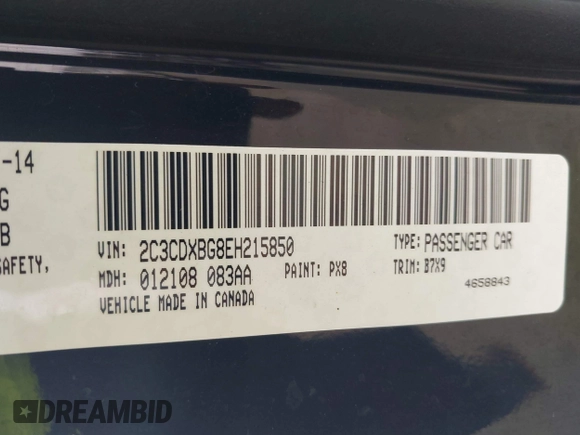 -14
G
B
SAFETY,
VIN: 2C3CDXBG8EH215850
TYPE: PASSENGER CAR
MDH: 012108 083AA
PAINT: PX8
TRIM: B7X9
VEHICLE MADE IN CANADA
4658843
DREAMBID